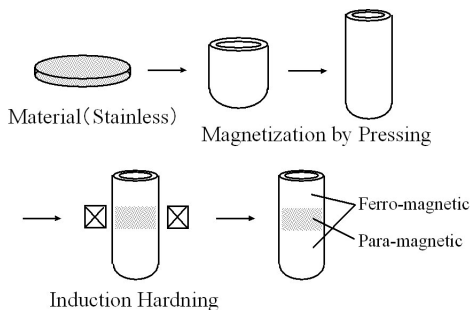 Material(Stainless)
Magnetization by Pressing
Ferro-magnetic
Para-magnetic
Induction Hardning